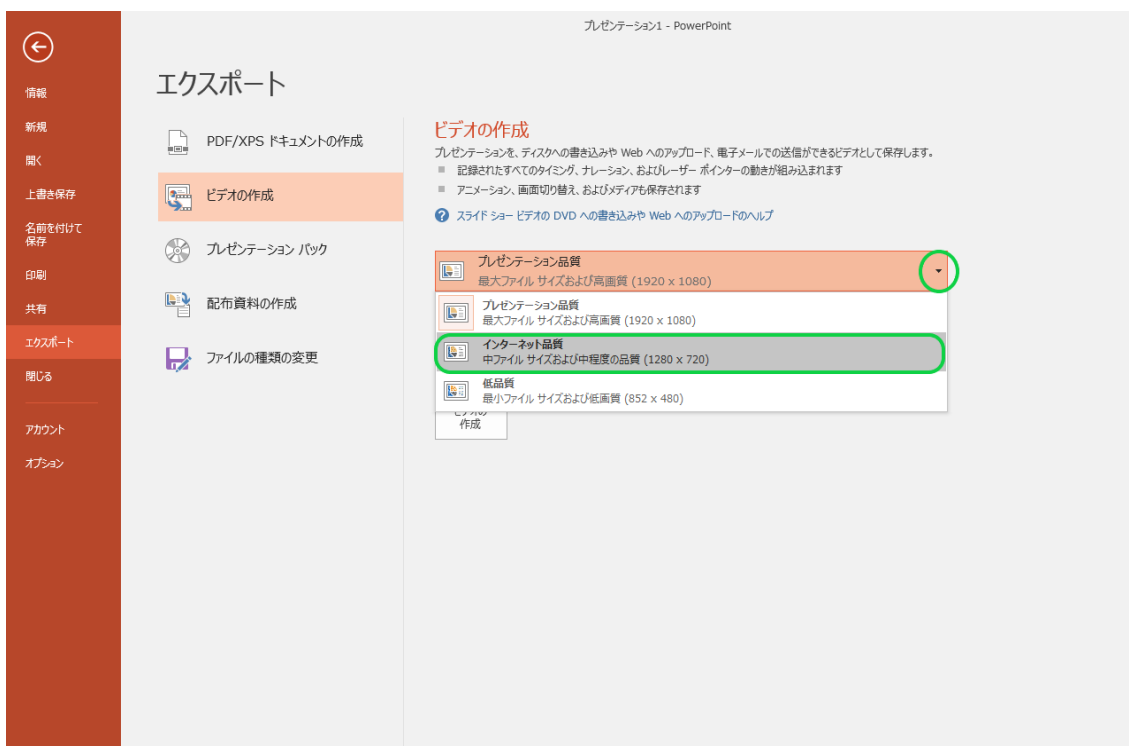 プレゼンテーション1 - PowerPoint
情報
新規
開く
上書き保存
名前を付けて
保存
印刷
共有
エクスポート
閉じる
アカウント
オプション
エクスポート
PDF/XPS ドキュメントの作成
ビデオの作成
プレゼンテーション パック
配布資料の作成
ファイルの種類の変更
ビデオの作成
プレゼンテーションを、ディスクへの書き込みや Web へのアップロード、電子メールでの送信ができるビデオとして保存します。
記録されたすべてのタイミング、ナレーション、およびレーザー ポインターの動きが組み込まれます
アニメーション、画面切り替え、およびメディアも保存されます
スライド ショー ビデオの DVD への書き込みや Web へのアップロードのヘルプ
プレゼンテーション品質
最大ファイル サイズおよび高画質 (1920 x 1080)
プレゼンテーション品質
最大ファイル サイズおよび高画質 (1920 x 1080)
インターネット品質
中ファイル サイズおよび中程度の品質 (1280 x 720)
低品質
最小ファイル サイズおよび低画質 (852 x 480)
ビデオの
作成